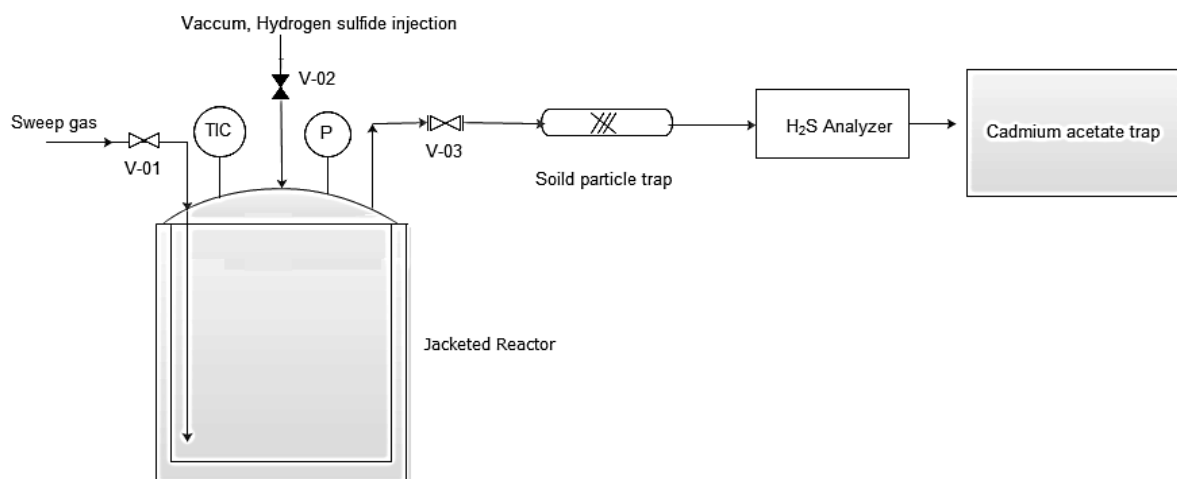 Vaccum, Hydrogen sulfide injection
V-02
Sweep gas
TIC
P
V-01
V-03
H₂S Analyzer
Cadmium acetate trap
Soild particle trap
Jacketed Reactor